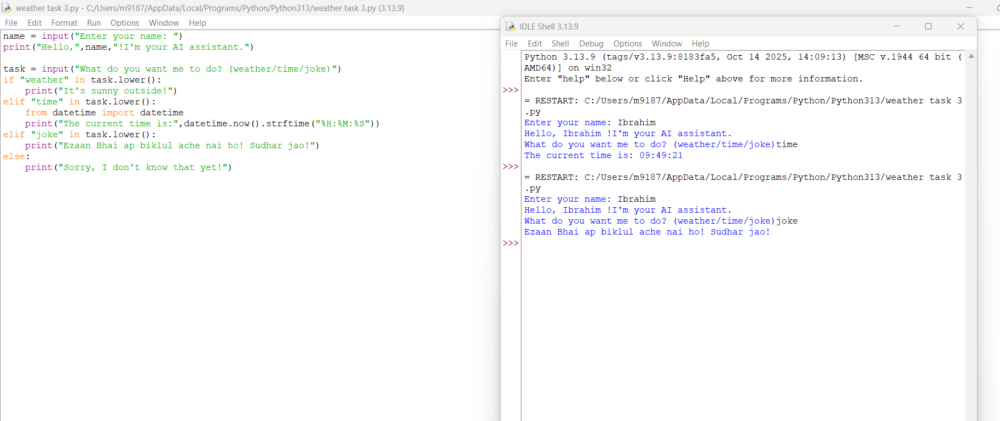 weather task 3.py - C:/Users/m9187/AppData/Local/Programs/Python/Python313/weather task 3.py (3.13.9)
File Edit Format Run Options Window Help
name = input("Enter your name: ")
print("Hello,",name,"!I'm your AI assistant.")
task = input("What do you want me to do? (weather/time/joke)")
if "weather" in task.lower():
    print("It's sunny outside!")
elif "time" in task.lower():
    from datetime import datetime
    print("The current time is:",datetime.now().strftime("%H:%M:%S"))
elif "joke" in task.lower():
    print("Ezaan Bhai ap biklul ache nai ho! Sudhar jao!")
else:
    print("Sorry, I don't know that yet!")
IDLE Shell 3.13.9
File Edit Shell Debug Options Window Help
Python 3.13.9 (tags/v3.13.9:8183fa5, Oct 14 2025, 14:09:13) [MSC v.1944 64 bit (
AMD64)] on win32
Enter "help" below or click "Help" above for more information.
>>>
= RESTART: C:/Users/m9187/AppData/Local/Programs/Python/Python313/weather task 3
.py
Enter your name: Ibrahim
Hello, Ibrahim !I'm your AI assistant.
What do you want me to do? (weather/time/joke)time
The current time is: 09:49:21
>>>
= RESTART: C:/Users/m9187/AppData/Local/Programs/Python/Python313/weather task 3
.py
Enter your name: Ibrahim
Hello, Ibrahim !I'm your AI assistant.
What do you want me to do? (weather/time/joke)joke
Ezaan Bhai ap biklul ache nai ho! Sudhar jao!
>>>